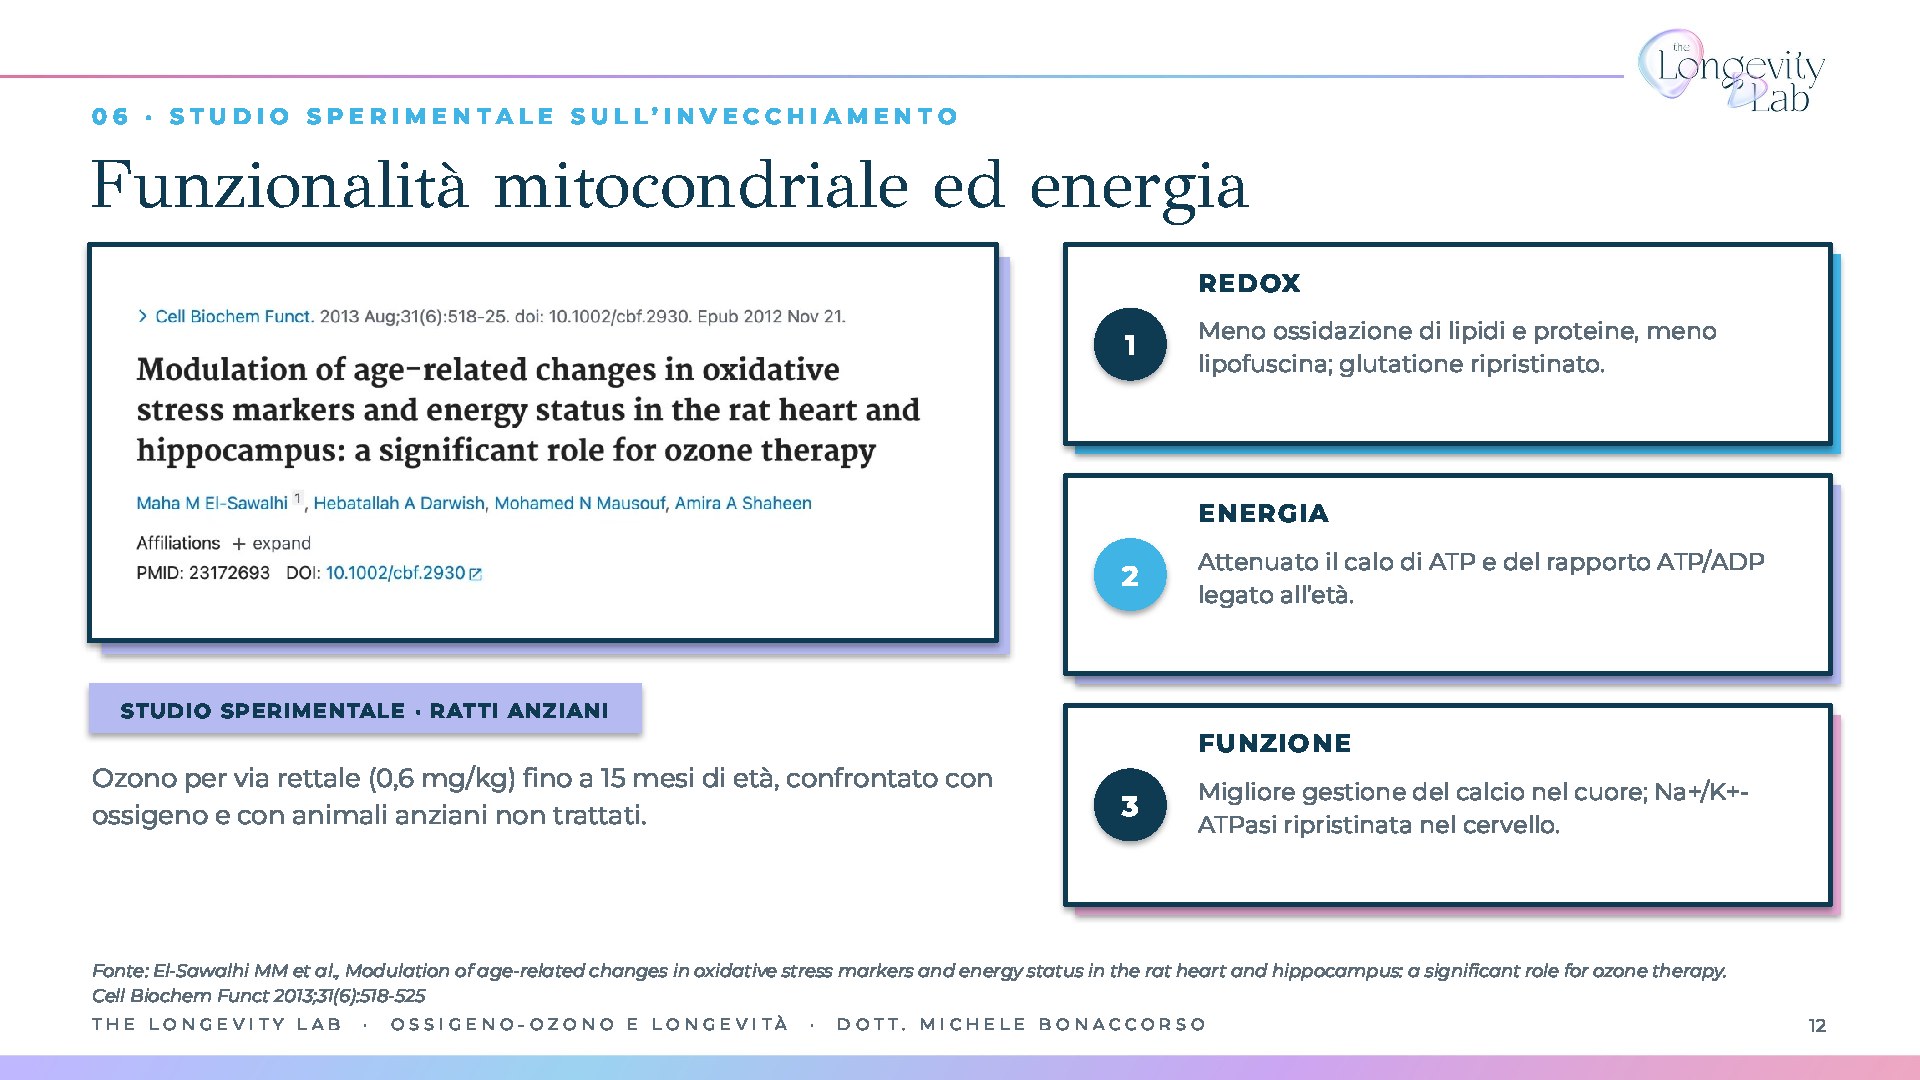 the
Longevity
Lab
06 · STUDIO SPERIMENTALE SULL’INVECCHIAMENTO
Funzionalità mitocondriale ed energia
> Cell Biochem Funct. 2013 Aug;31(6):518-25. doi: 10.1002/cbf.2930. Epub 2012 Nov 21.
Modulation of age-related changes in oxidative
stress markers and energy status in the rat heart and
hippocampus: a significant role for ozone therapy
Maha M El-Sawalhi 1, Hebatallah A Darwish, Mohamed N Mausouf, Amira A Shaheen
Affiliations + expand
PMID: 23172693 DOI: 10.1002/cbf.2930
STUDIO SPERIMENTALE · RATTI ANZIANI
Ozono per via rettale (0,6 mg/kg) fino a 15 mesi di età, confrontato con
ossigeno e con animali anziani non trattati.
REDOX
1
Meno ossidazione di lipidi e proteine, meno
lipofuscina; glutatione ripristinato.
ENERGIA
2
Attenuato il calo di ATP e del rapporto ATP/ADP
legato all’età.
FUNZIONE
3
Migliore gestione del calcio nel cuore; Na+/K+-
ATPasi ripristinata nel cervello.
Fonte: El-Sawalhi MM et al., Modulation of age-related changes in oxidative stress markers and energy status in the rat heart and hippocampus: a significant role for ozone therapy.
Cell Biochem Funct 2013;31(6):518-525
THE LONGEVITY LAB · OSSIGENO-OZONO E LONGEVITÀ · DOTT. MICHELE BONACCORSO
12